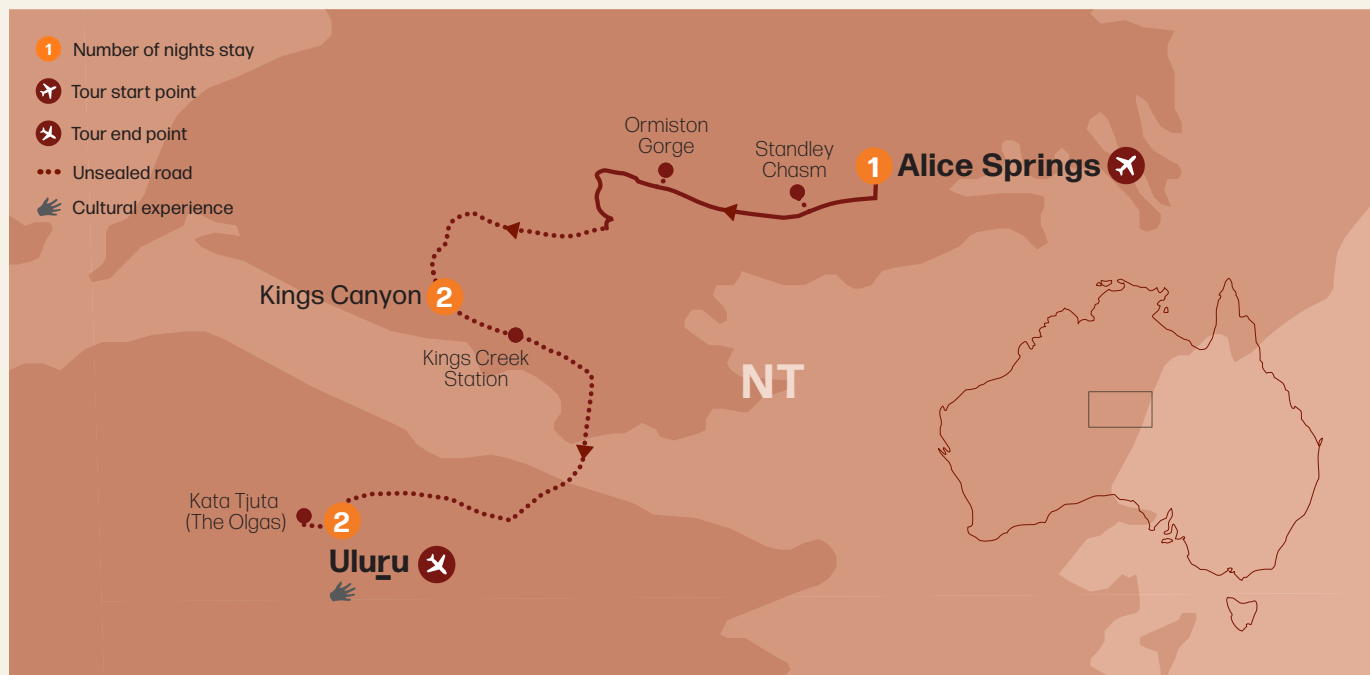 1 Number of nights stay
Tour start point
Tour end point
Unsealed road
Cultural experience
Ormiston
Gorge
Standley
Chasm
1 Alice Springs
Kings Canyon 2
Kings Creek
Station
NT
Kata Tjuta
(The Olgas)
2
Uluṟu